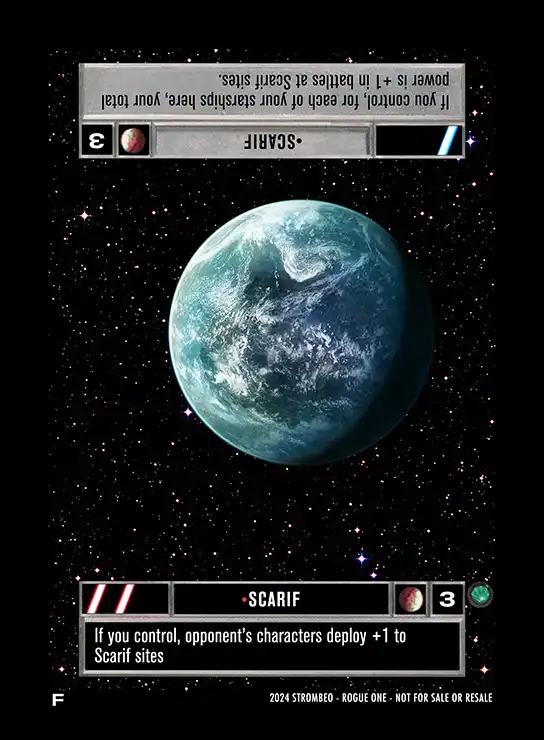 If you control, for each of your starships here, your total
power is + 1 in battles at Scarif sites.
3 •SCARIF
•SCARIF 3
If you control, opponent's characters deploy +1 to
Scarif sites
F 2024 STROMBEO - ROGUE ONE - NOT FOR SALE OR RESALE